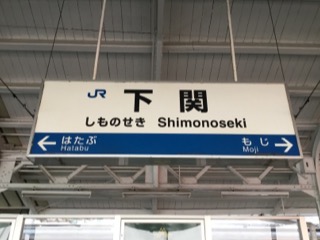 JR 下関
しものせき Shimonoseki
← はたぶ もじ →
Hatabu Moji